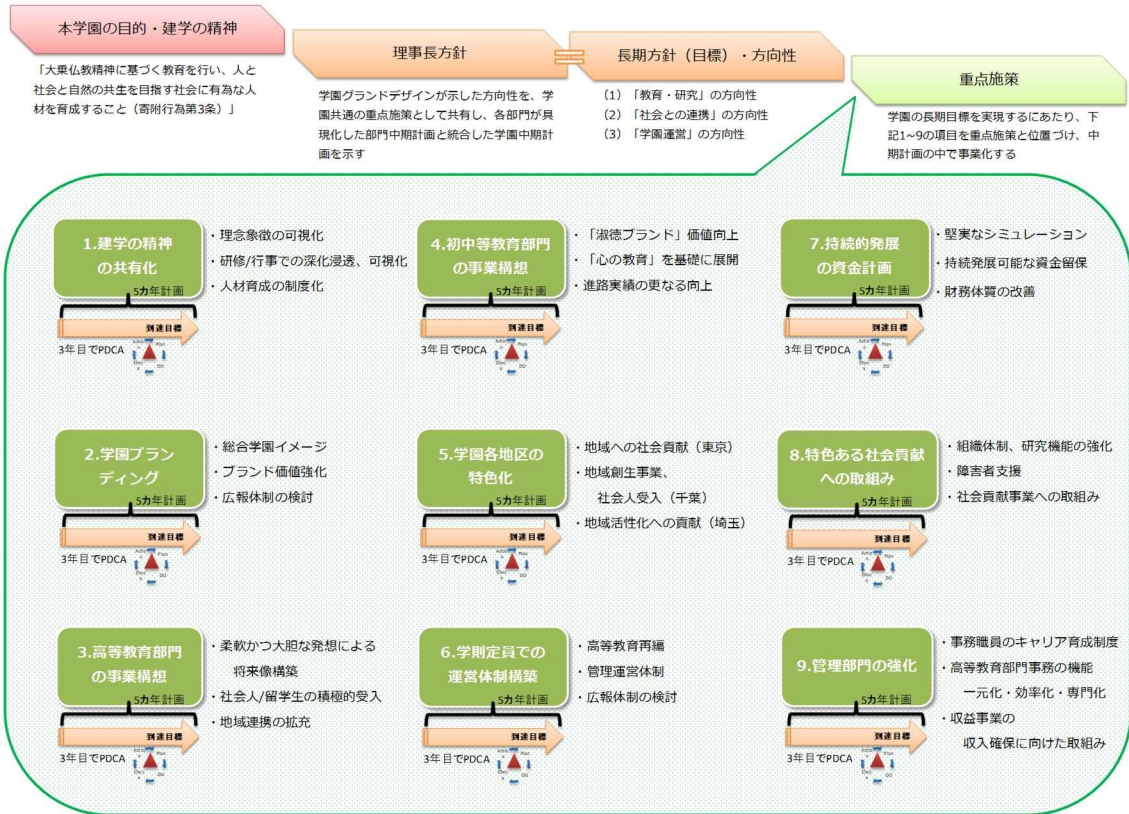 本学園の目的・建学の精神
「大乗仏教精神に基づく教育を行い、人と
社会と自然の共生を目指す社会に有為な人
材を育成すること（寄附行為第3条）」
理事長方針
学園グランドデザインが示した方向性を、学
園共通の重点施策として共有し、各部門が具
現化した部門中期計画と統合した学園中期計
画を示す
長期方針（目標）・方向性
（1）「教育・研究」の方向性
（2）「社会との連携」の方向性
（3）「学園運営」の方向性
重点施策
学園の長期目標を実現するにあたり、下
記1~9の項目を重点施策と位置づけ、中
期計画の中で事業化する
1.建学の精神
の共有化
・理念象徴の可視化
・研修/行事での深化浸透、可視化
・人材育成の制度化
5カ年計画
到達目標
3年目でPDCA
Action
Plan
Check
DO
2.学園ブラン
ディング
・総合学園イメージ
・ブランド価値強化
・広報体制の検討
5カ年計画
到達目標
3年目でPDCA
Action
Plan
Check
DO
3.高等教育部門
の事業構想
・柔軟かつ大胆な発想による
将来像構築
・社会人/留学生の積極的受入
・地域連携の拡充
5カ年計画
到達目標
3年目でPDCA
Action
Plan
Check
DO
4.初中等教育部門
の事業構想
・「淑徳ブランド」価値向上
・「心の教育」を基礎に展開
・進路実績の更なる向上
5カ年計画
到達目標
3年目でPDCA
Action
Plan
Check
DO
5.学園各地区の
特色化
・地域への社会貢献（東京）
・地域創生事業、
社会人受入（千葉）
・地域活性化への貢献（埼玉）
5カ年計画
到達目標
3年目でPDCA
Action
Plan
Check
DO
6.学則定員での
運営体制構築
・高等教育再編
・管理運営体制
・広報体制の検討
5カ年計画
到達目標
3年目でPDCA
Action
Plan
Check
DO
7.持続的発展
の資金計画
・堅実なシミュレーション
・持続発展可能な資金留保
・財務体質の改善
5カ年計画
到達目標
3年目でPDCA
Action
Plan
Check
DO
8.特色ある社会貢献
への取組み
・組織体制、研究機能の強化
・障害者支援
・社会貢献事業への取組み
5カ年計画
到達目標
3年目でPDCA
Action
Plan
Check
DO
9.管理部門の強化
・事務職員のキャリア育成制度
・高等教育部門事務の機能
一元化・効率化・専門化
・収益事業の
収入確保に向けた取組み
5カ年計画
到達目標
3年目でPDCA
Action
Plan
Check
DO